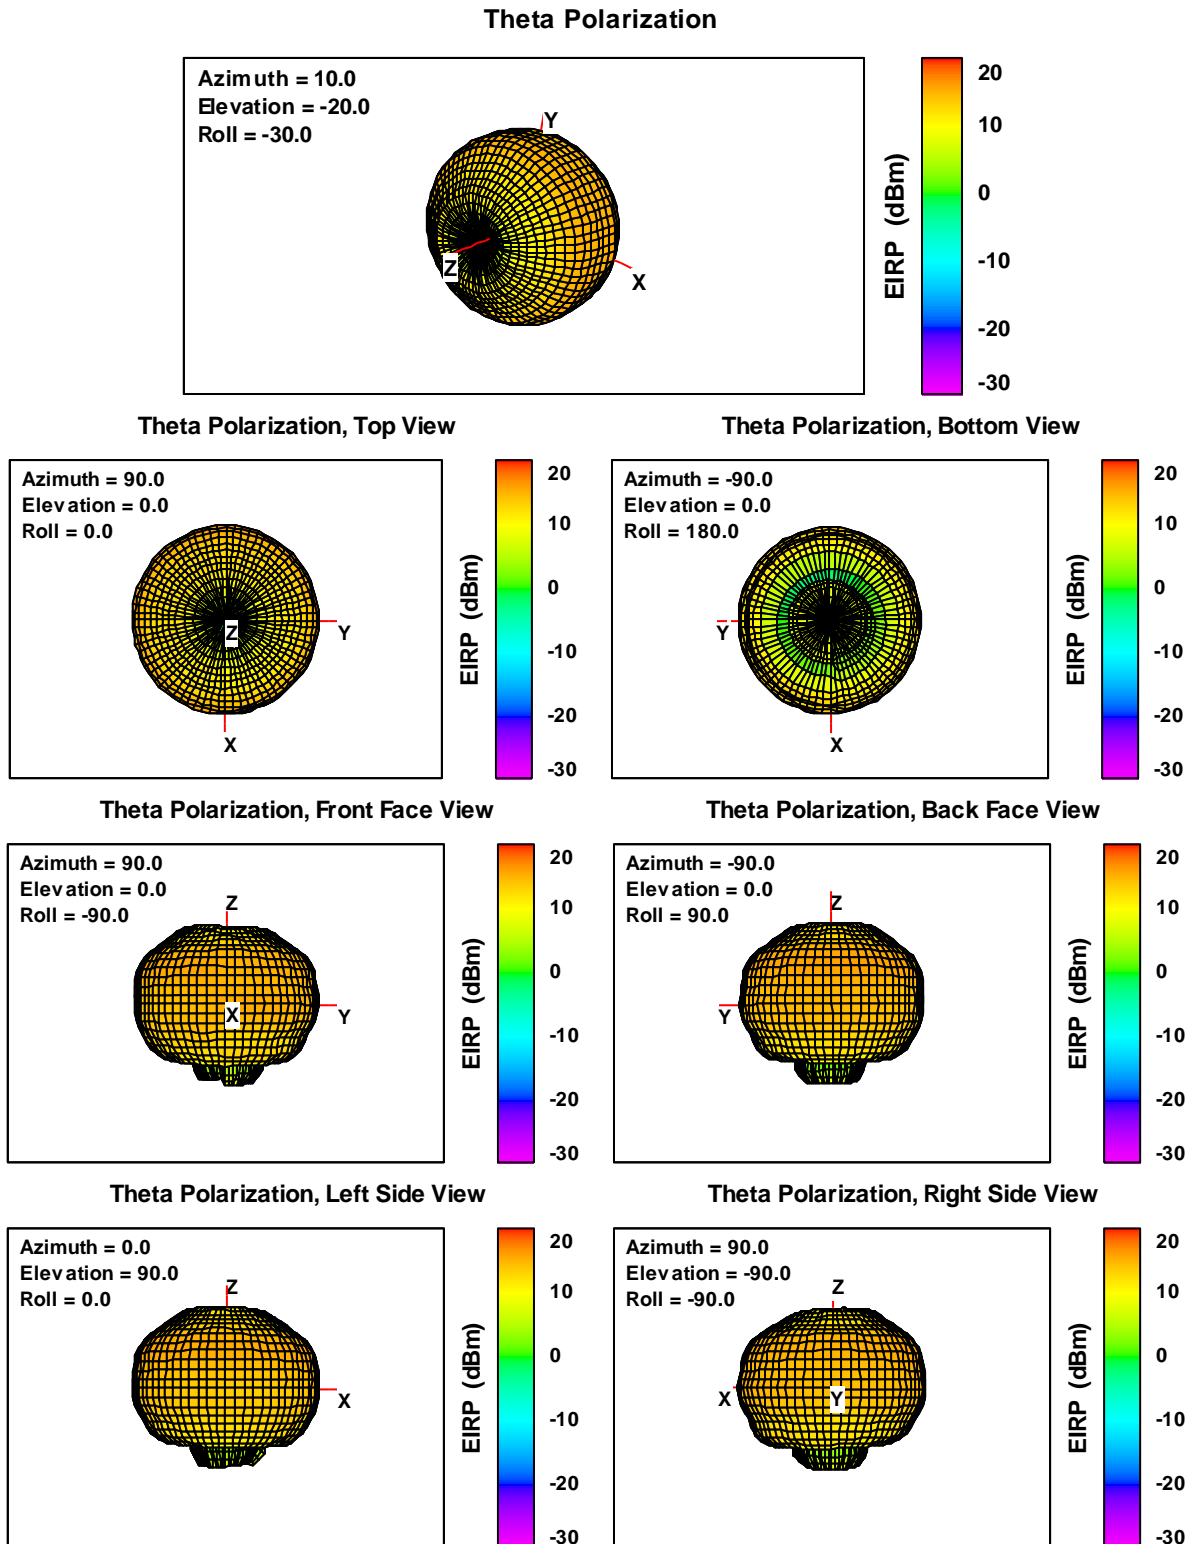 Theta Polarization
Azimuth = 10.0
Elevation = -20.0
Roll = -30.0
Y
Z
X
EIRP (dBm)
20
10
0
-10
-20
-30
Theta Polarization, Top View
Azimuth = 90.0
Elevation = 0.0
Roll = 0.0
Z
Y
X
EIRP (dBm)
20
10
0
-10
-20
-30
Theta Polarization, Bottom View
Azimuth = -90.0
Elevation = 0.0
Roll = 180.0
Y
X
EIRP (dBm)
20
10
0
-10
-20
-30
Theta Polarization, Front Face View
Azimuth = 90.0
Elevation = 0.0
Roll = -90.0
Z
X
Y
EIRP (dBm)
20
10
0
-10
-20
-30
Theta Polarization, Back Face View
Azimuth = -90.0
Elevation = 0.0
Roll = 90.0
Z
Y
EIRP (dBm)
20
10
0
-10
-20
-30
Theta Polarization, Left Side View
Azimuth = 0.0
Elevation = 90.0
Roll = 0.0
Z
X
EIRP (dBm)
20
10
0
-10
-20
-30
Theta Polarization, Right Side View
Azimuth = 90.0
Elevation = -90.0
Roll = -90.0
Z
X
Y
EIRP (dBm)
20
10
0
-10
-20
-30